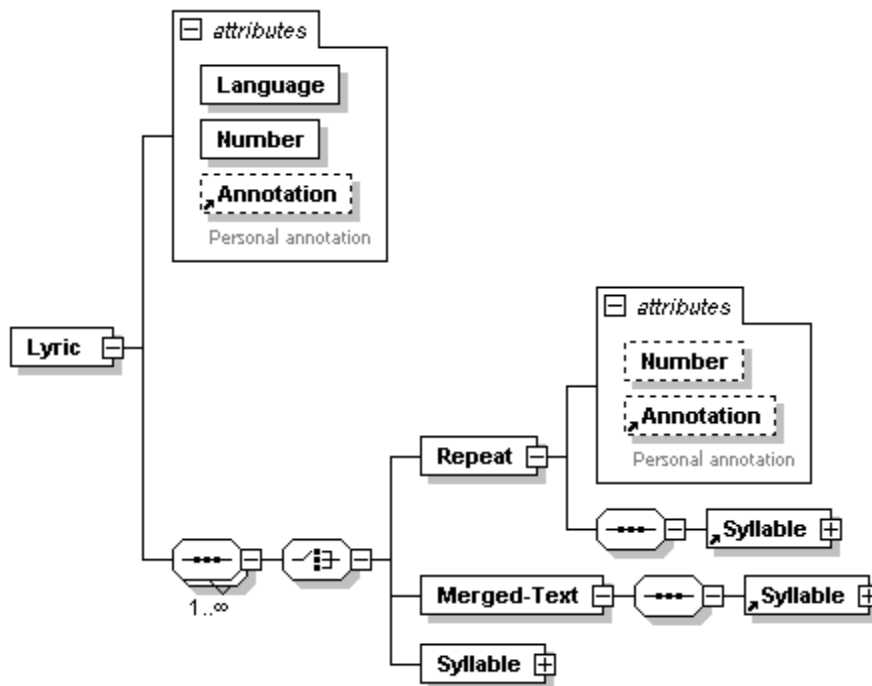 attributes
Language
Number
Annotation
Personal annotation
Lyric
attributes
Number
Annotation
Personal annotation
Repeat
Syllable
1..∞
Merged-Text
Syllable
Syllable